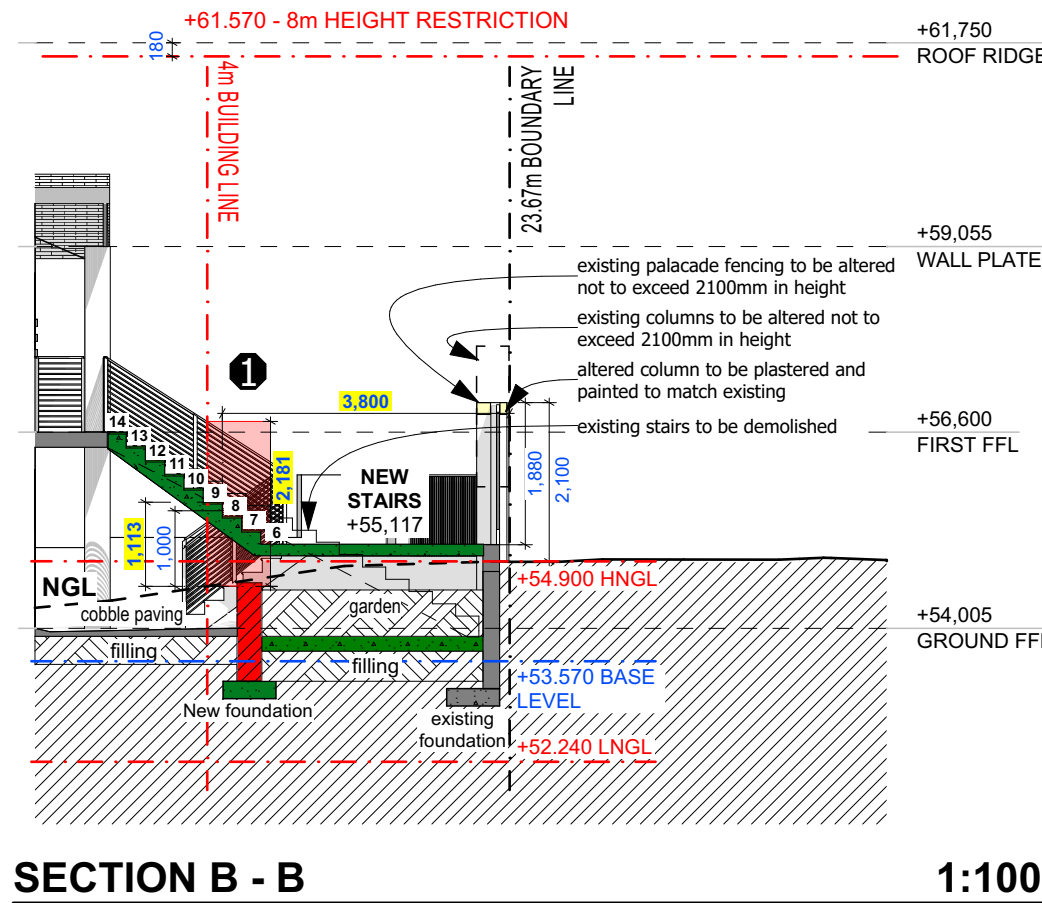 +61.570 - 8m HEIGHT RESTRICTION
+61,750
ROOF RIDGE
180
4m BUILDING LINE
23.67m BOUNDARY
LINE
+59,055
WALL PLATE
existing palacade fencing to be altered
not to exceed 2100mm in height
existing columns to be altered not to
exceed 2100mm in height
altered column to be plastered and
painted to match existing
existing stairs to be demolished
1
3,800
+56,600
FIRST FFL
14
13
12
11
10
9
8
7
6
2,181
NEW
STAIRS
+55,117
1,880
2,100
1,113
1,000
NGL
cobble paving
+54.900 HNGL
garden
+54,005
GROUND FFL
filling
filling
+53.570 BASE
LEVEL
New foundation
existing
foundation
+52.240 LNGL
SECTION B - B
1:100